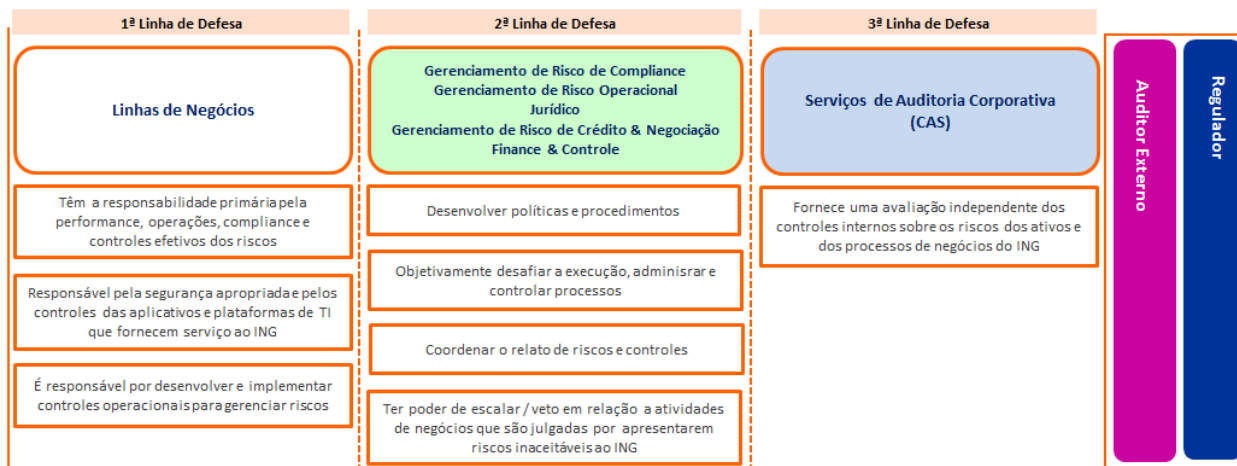 1ª Linha de Defesa
2ª Linha de Defesa
3ª Linha de Defesa
Linhas de Negócios
Gerenciamento de Risco de Compliance
Gerenciamento de Risco Operacional
Jurídico
Gerenciamento de Risco de Crédito & Negociação
Finance & Controle
Serviços de Auditoria Corporativa
(CAS)
Têm a responsabilidade primária pela
performance, operações, compliance e
controles efetivos dos riscos
Responsável pela segurança apropriada e pelos
controles das aplicativos e plataformas de TI
que fornecem serviço ao ING
É responsável por desenvolver e implementar
controles operacionais para gerenciar riscos
Desenvolver políticas e procedimentos
Objetivamente desafiar a execução, adminisrar e
controlar processos
Coordenar o relato de riscos e controles
Ter poder de escalar / veto em relação a atividades
de negócios que são julgadas por apresentarem
riscos inaceitáveis ao ING
Fornece uma avaliação independente dos
controles internos sobre os riscos dos ativos e
dos processos de negócios do ING
Auditor Externo
Regulador